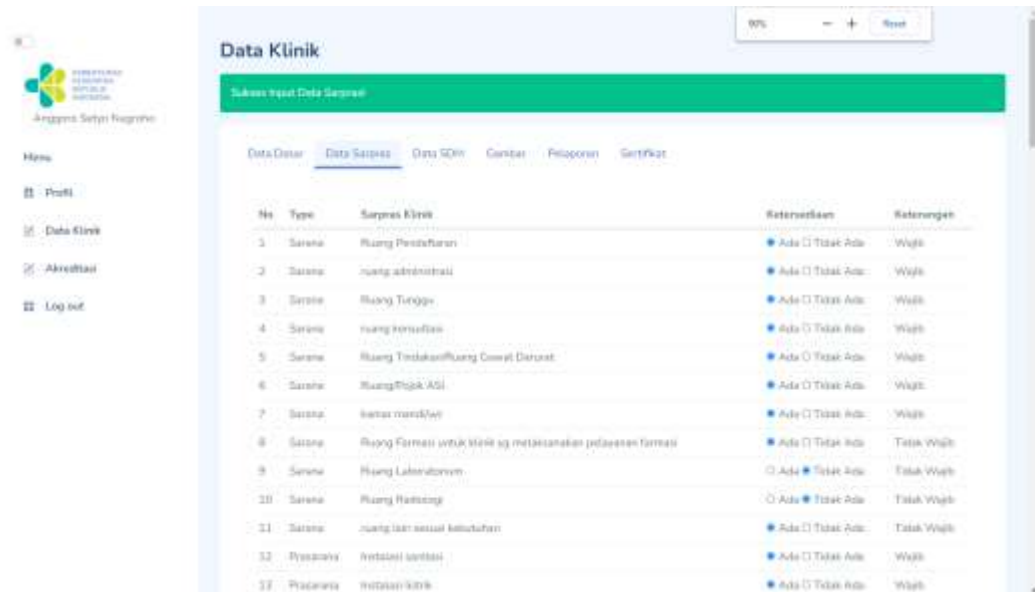 90% − + Reset
Data Klinik
Sukses Input Data Sarpras
KEMENTERIAN
KESEHATAN
REPUBLIK
INDONESIA
Anggoro Setyo Nugroho
Menu
Profil
Data Klinik
Akreditasi
Log out
Data Dasar Data Sarpras Data SDM Gambar Pelaporan Sertifikat
No Type Sarpras Klinik Ketersediaan Keterangan
1 Sarana Ruang Pendaftaran Ada Tidak Ada Wajib
2 Sarana ruang administrasi Ada Tidak Ada Wajib
3 Sarana Ruang Tunggu Ada Tidak Ada Wajib
4 Sarana ruang konsultasi Ada Tidak Ada Wajib
5 Sarana Ruang Tindakan/Ruang Gawat Darurat Ada Tidak Ada Wajib
6 Sarana Ruang/Pojok ASI Ada Tidak Ada Wajib
7 Sarana kamar mandi/wc Ada Tidak Ada Wajib
8 Sarana Ruang Farmasi untuk klinik yg melaksanakan pelayanan farmasi Ada Tidak Ada Tidak Wajib
9 Sarana Ruang Laboratorium Ada Tidak Ada Tidak Wajib
10 Sarana Ruang Radiologi Ada Tidak Ada Tidak Wajib
11 Sarana ruang lain sesuai kebutuhan Ada Tidak Ada Tidak Wajib
12 Prasarana Instalasi sanitasi Ada Tidak Ada Wajib
13 Prasarana Instalasi listrik Ada Tidak Ada Wajib